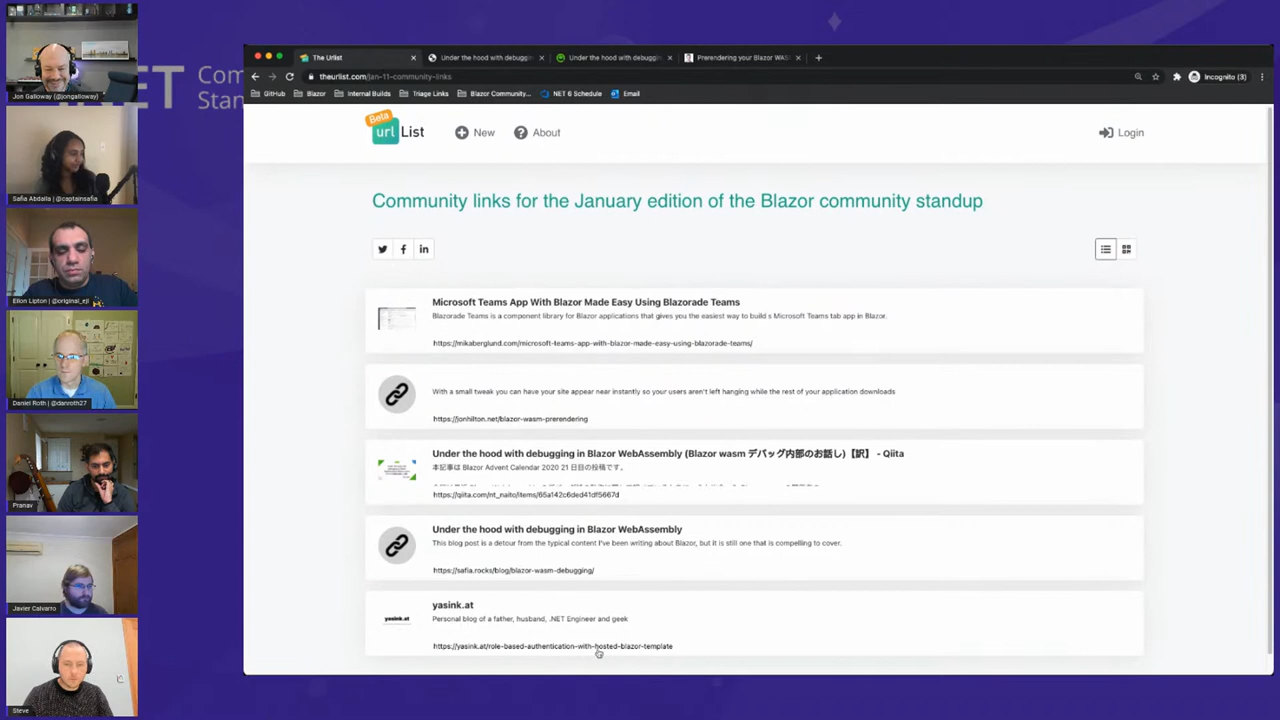 Jon Galloway (@jongalloway)
Safia Abdalla | @captainsafia
Eilon Lipton | @original_ejl
Daniel Roth | @danroth27
Pranav
Javier Calvarro
Steve
NET
Com
Stan
The Urlist
Under the hood with debuggin
Under the hood with debuggin
Prerendering your Blazor WAS
theurlist.com/jan-11-community-links
Incognito (3)
GitHub
Blazor
Internal Builds
Triage Links
Blazor Community...
.NET 6 Schedule
Email
Beta
url List
New
About
Login
Community links for the January edition of the Blazor community standup
Microsoft Teams App With Blazor Made Easy Using Blazorade Teams
Blazorade Teams is a component library for Blazor applications that gives you the easiest way to build s Microsoft Teams tab app in Blazor.
https://mikaberglund.com/microsoft-teams-app-with-blazor-made-easy-using-blazorade-teams/
With a small tweak you can have your site appear near instantly so your users aren't left hanging while the rest of your application downloads
https://jonhilton.net/blazor-wasm-prerendering
Under the hood with debugging in Blazor WebAssembly (Blazor wasm デバッグ内部のお話し)【訳】 - Qiita
本記事は Blazor Advent Calendar 2020 21 日目の投稿です。
https://qiita.com/nt_naito/items/65a142c6ded41df5667d
Under the hood with debugging in Blazor WebAssembly
This blog post is a detour from the typical content I've been writing about Blazor, but it is still one that is compelling to cover.
https://safia.rocks/blog/blazor-wasm-debugging/
yasink.at
yasink.at
Personal blog of a father, husband, .NET Engineer and geek
https://yasink.at/role-based-authentication-with-hosted-blazor-template